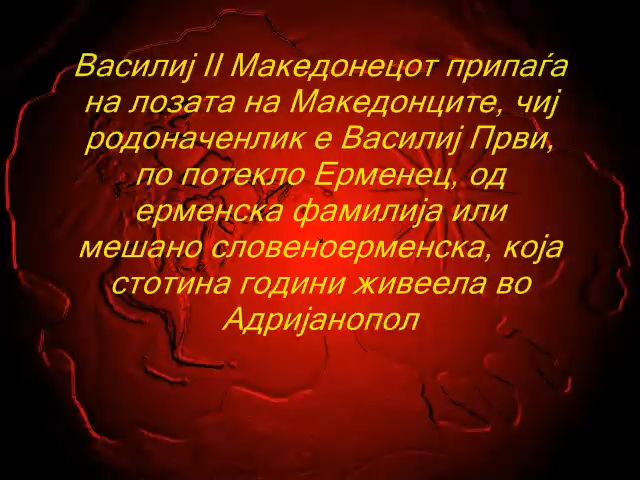 Василиј II Македонецот припаѓа
на лозата на Македонците, чиј
родоначенлик е Василиј Први,
по потекло Ерменец, од
ерменска фамилија или
мешано словеноерменска, која
стотина години живеела во
Адријанопол